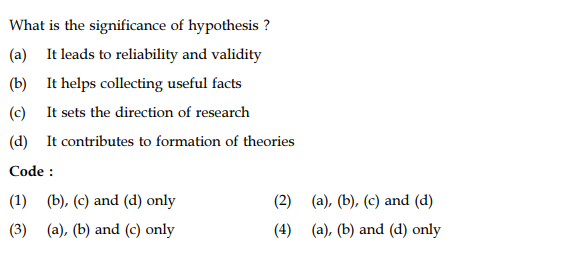 What is the significance of hypothesis ?
(a) It leads to reliability and validity
(b) It helps collecting useful facts
(c) It sets the direction of research
(d) It contributes to formation of theories
Code :
(1) (b), (c) and (d) only (2) (a), (b), (c) and (d)
(3) (a), (b) and (c) only (4) (a), (b) and (d) only